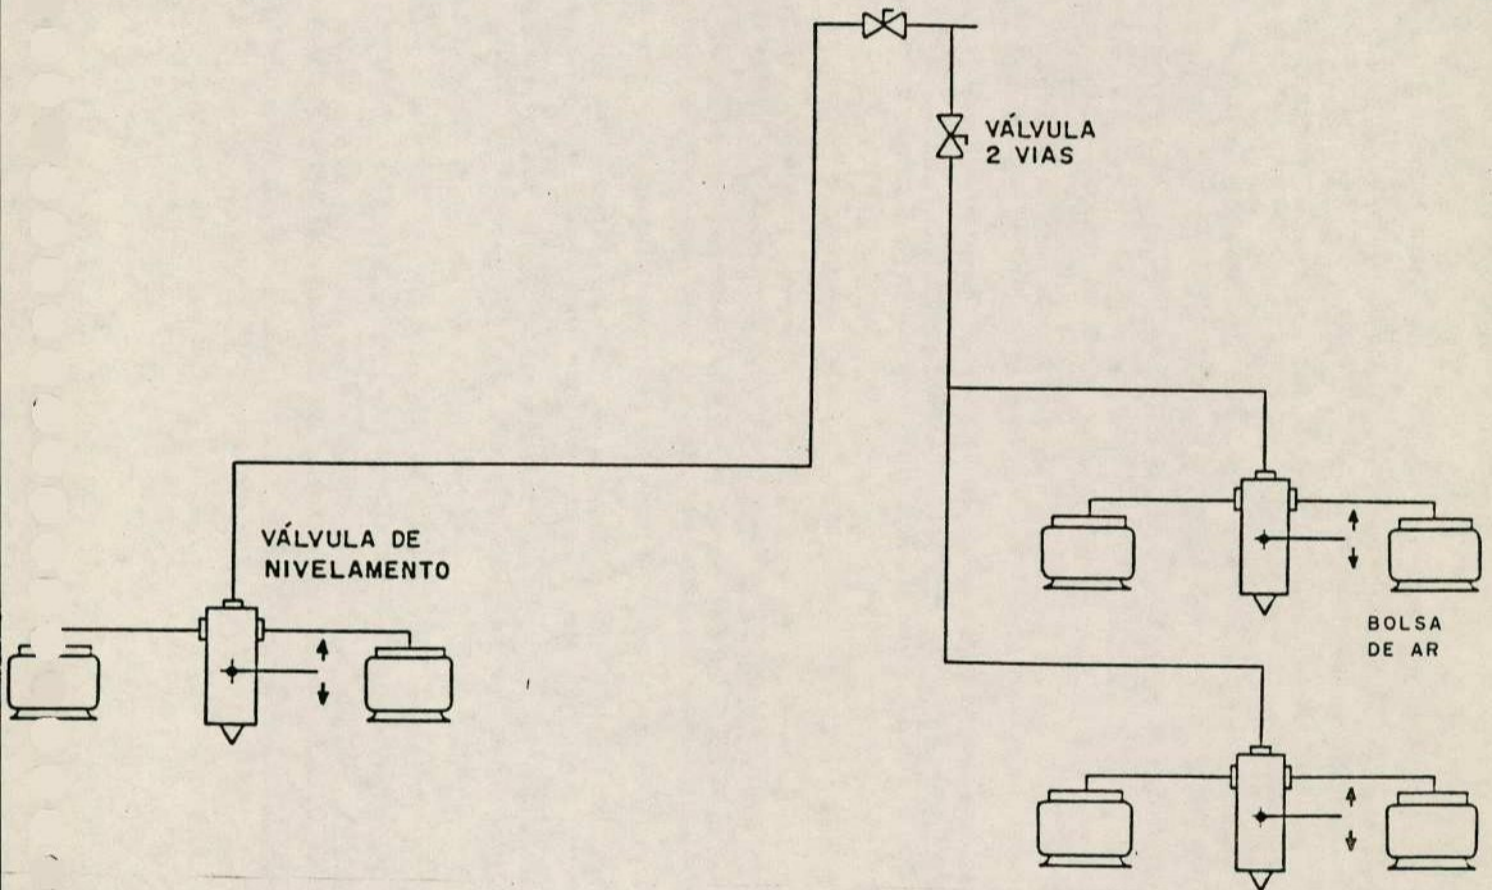 VÁLVULA
2 VIAS
VÁLVULA DE
NIVELAMENTO
BOLSA
DE AR